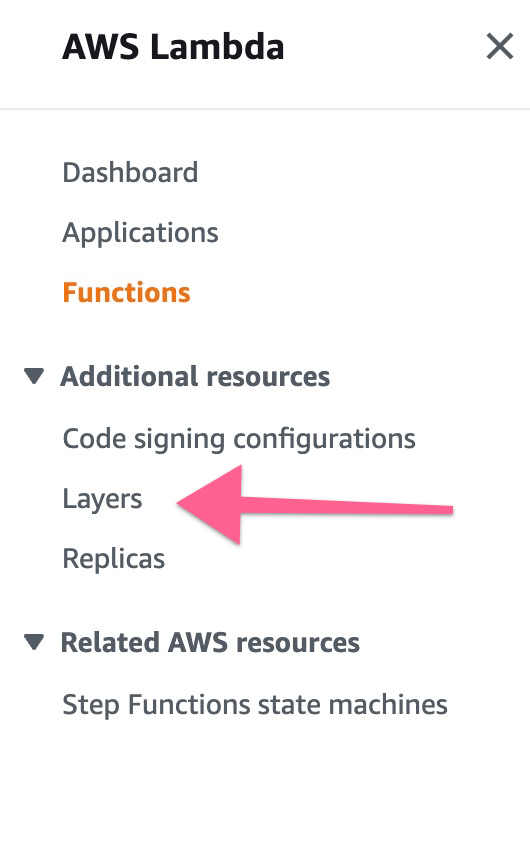 AWS Lambda
Dashboard
Applications
Functions
Additional resources
Code signing configurations
Layers
Replicas
Related AWS resources
Step Functions state machines